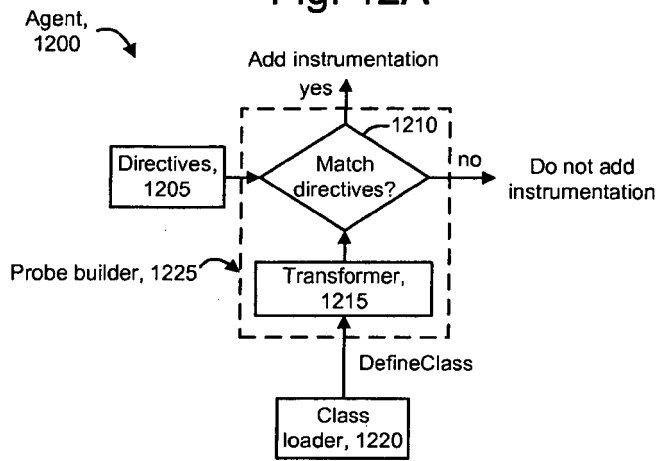 Fig. 12A
Agent,
1200
Add instrumentation
yes
1210
Directives,
1205
Match
directives?
no
Do not add
instrumentation
Probe builder, 1225
Transformer,
1215
DefineClass
Class
loader, 1220